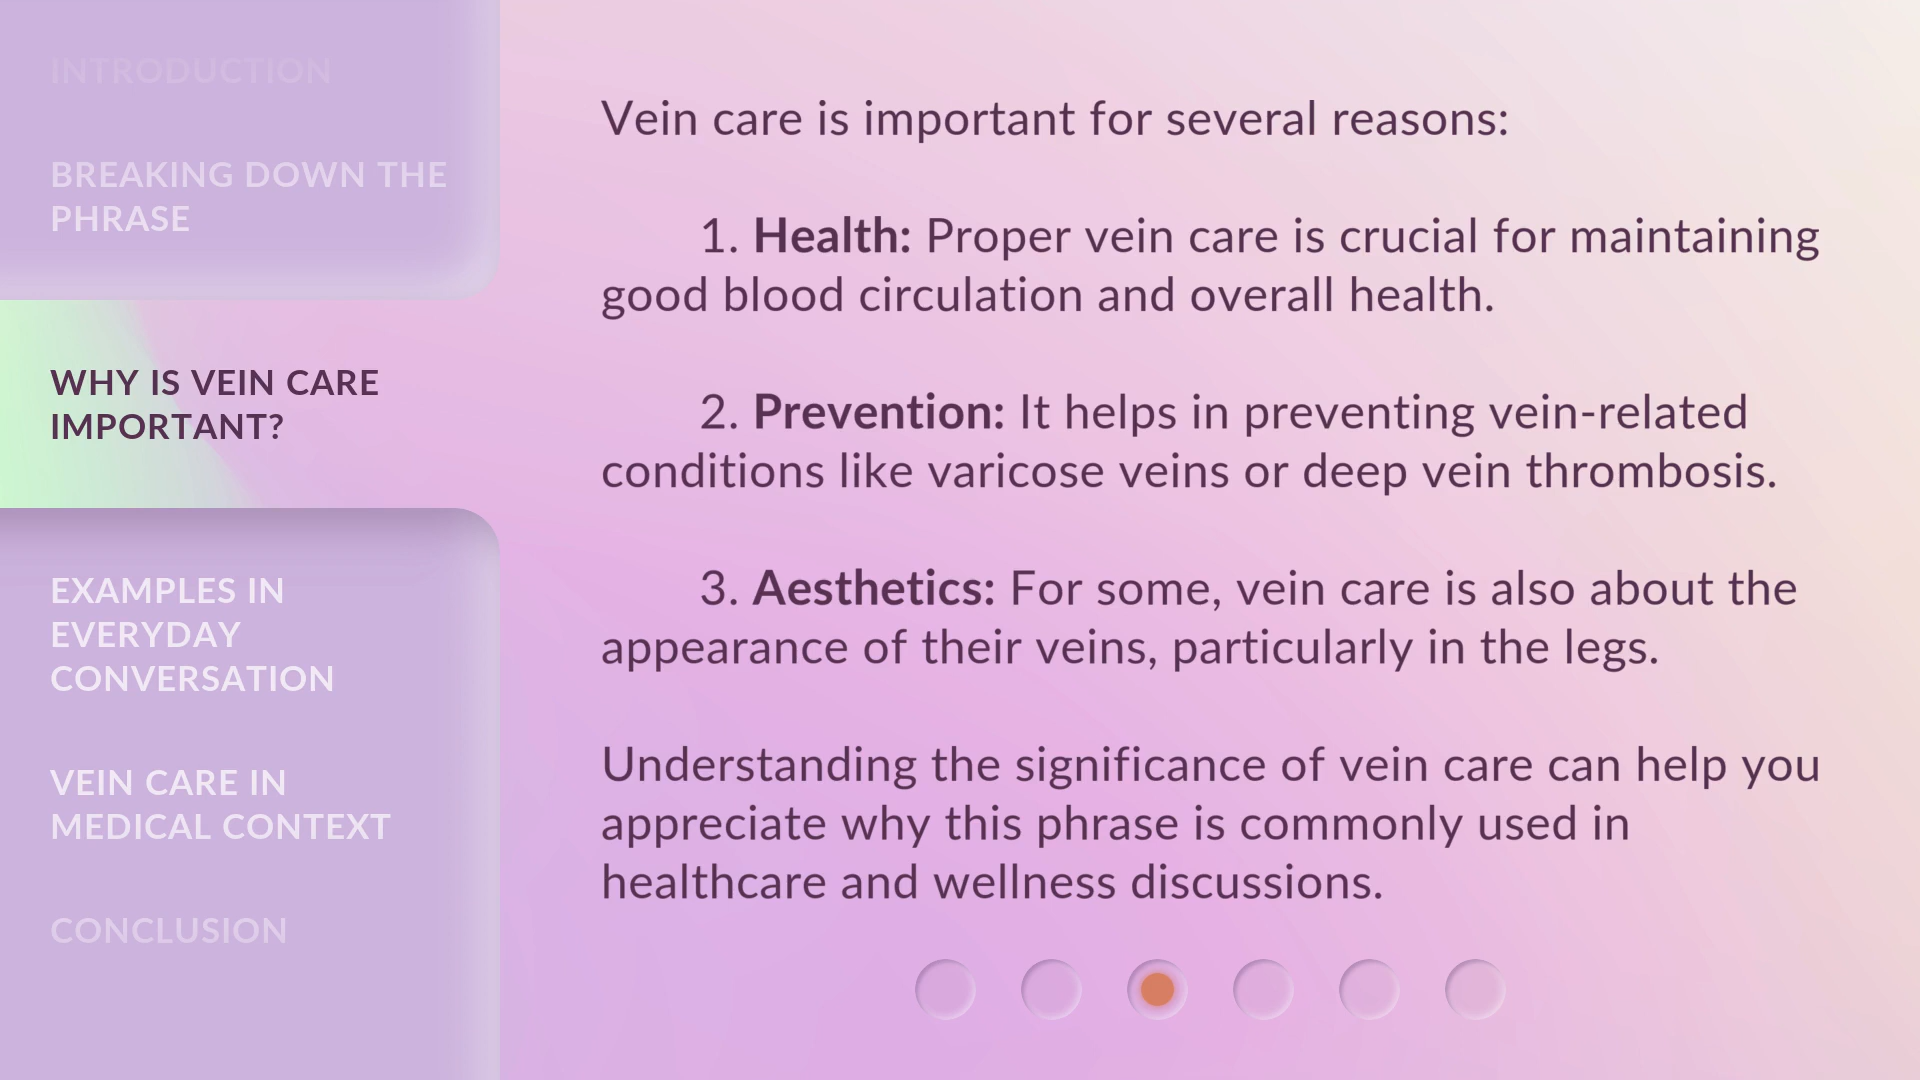 INTRODUCTION
BREAKING DOWN THE
PHRASE
WHY IS VEIN CARE
IMPORTANT?
EXAMPLES IN
EVERYDAY
CONVERSATION
VEIN CARE IN
MEDICAL CONTEXT
CONCLUSION
Vein care is important for several reasons:
1. Health: Proper vein care is crucial for maintaining
good blood circulation and overall health.
2. Prevention: It helps in preventing vein-related
conditions like varicose veins or deep vein thrombosis.
3. Aesthetics: For some, vein care is also about the
appearance of their veins, particularly in the legs.
Understanding the significance of vein care can help you
appreciate why this phrase is commonly used in
healthcare and wellness discussions.